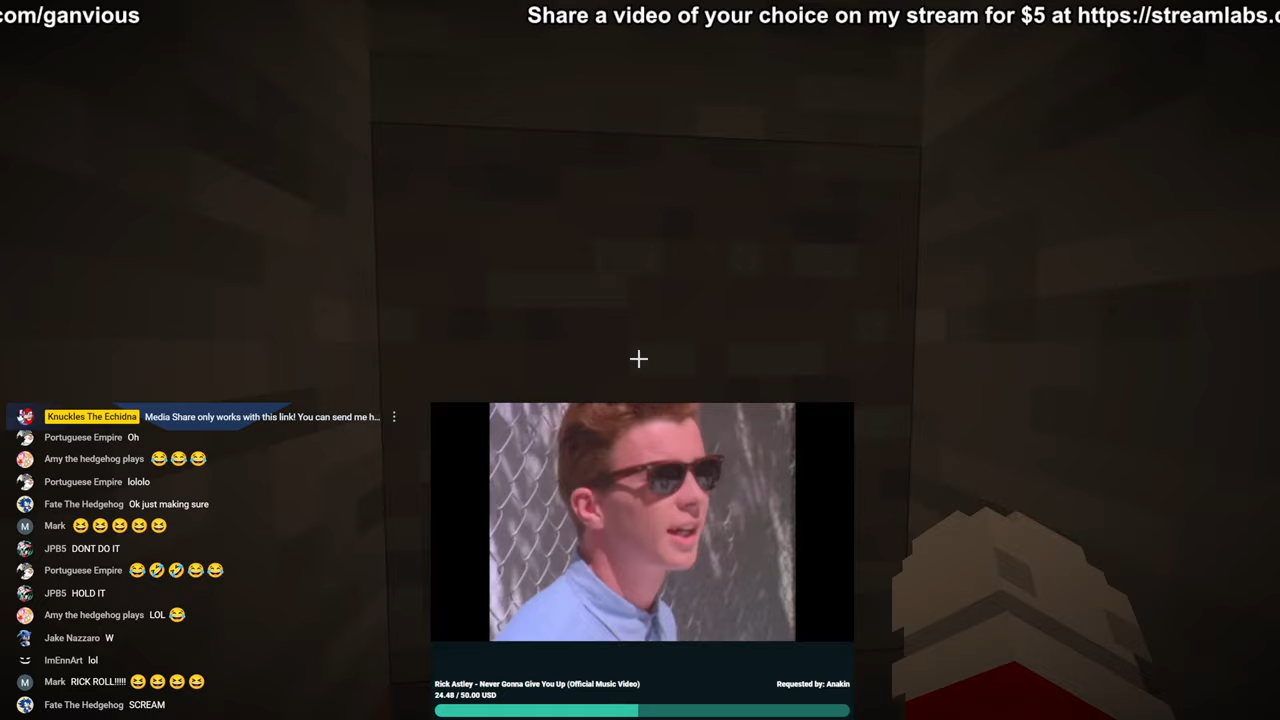 com/ganvious
Share a video of your choice on my stream for $5 at https://streamlabs.c
Knuckles The Echidna Media Share only works with this link! You can send me h...
Portuguese Empire Oh
Amy the hedgehog plays 😂😂😂
Portuguese Empire lololo
Fate The Hedgehog Ok just making sure
M Mark 😆😆😆😆😆
JPB5 DONT DO IT
Portuguese Empire 😂🤣🤣😂😂
JPB5 HOLD IT
Amy the hedgehog plays LOL 😂
Jake Nazzaro W
ImEnnArt lol
M Mark RICK ROLL!!!!! 😆😆😆😆
Fate The Hedgehog SCREAM
Rick Astley - Never Gonna Give You Up (Official Music Video)
Requested by: Anakin
24.48 / 50.00 USD